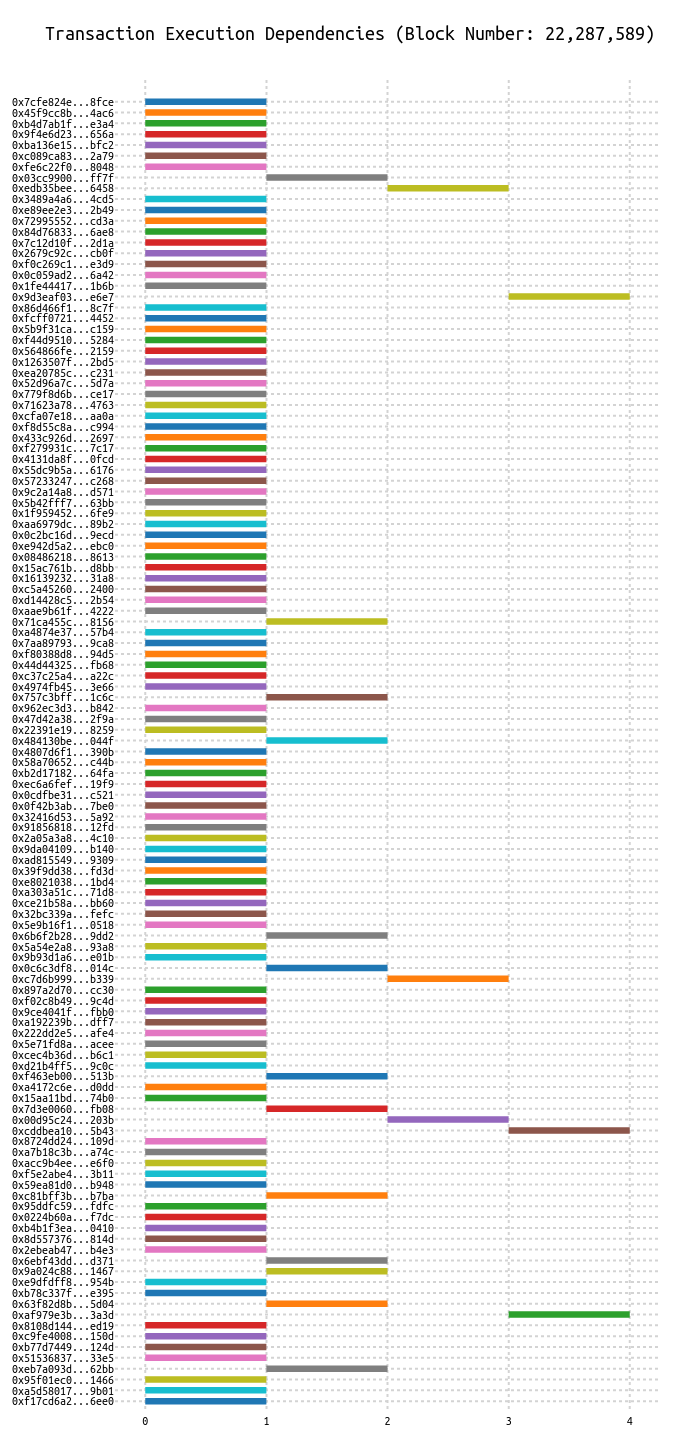 Transaction Execution Dependencies (Block Number: 22,287,589)
0x7cfe824e...8fce
0x45f9cc8b...4ac6
0xb4d7ab1f...e3a4
0x9f4e6d23...656a
0xba136e15...bfc2
0xc089ca83...2a79
0xfe6c22f0...8048
0x03cc9900...ff7f
0xedb35bee...6458
0x3489a4a6...4cd5
0xe89ee2e3...2b49
0x72995552...cd3a
0x84d76833...6ae8
0x7c12d10f...2d1a
0x2679c92c...cb0f
0xf0c269c1...e3d9
0x0c059ad2...6a42
0x1fe44417...1b6b
0x9d3eaf03...e6e7
0x86d466f1...8c7f
0xfcff0721...4452
0x5b9f31ca...c159
0xf44d9510...5284
0x564866fe...2159
0x1263507f...2bd5
0xea20785c...c231
0x52d96a7c...5d7a
0x779f8d6b...ce17
0x71623a78...4763
0xcfa07e18...aa0a
0xf8d55c8a...c994
0x433c926d...2697
0xf279931c...7c17
0x4131da8f...0fcd
0x55dc9b5a...6176
0x57233247...c268
0x9c2a14a8...d571
0x5b42fff7...63bb
0x1f959452...6fe9
0xaa6979dc...89b2
0x0c2bc16d...9ecd
0xe942d5a2...ebc0
0x08486218...8613
0x15ac761b...d8bb
0x16139232...31a8
0xc5a45260...2400
0xd14428c5...2b54
0xaae9b61f...4222
0x71ca455c...8156
0xa4874e37...57b4
0x7aa89793...9ca8
0xf80388d8...94d5
0x44d44325...fb68
0xc37c25a4...a22c
0x4974fb45...3e66
0x757c3bff...1c6c
0x962ec3d3...b842
0x47d42a38...2f9a
0x22391e19...8259
0x484130be...044f
0x4807d6f1...390b
0x58a70652...c44b
0xb2d17182...64fa
0xec6a6fef...19f9
0x0cdfbe31...c521
0x0f42b3ab...7be0
0x32416d53...5a92
0x91856818...12fd
0x2a05a3a8...4c10
0x9da04109...b140
0xad815549...9309
0x39f9dd38...fd3d
0xe8021038...1bd4
0xa303a51c...71d8
0xce21b58a...bb60
0x32bc339a...fefc
0x5e9b16f1...0518
0x6b6f2b28...9dd2
0x5a54e2a8...93a8
0x9b93d1a6...e01b
0x0c6c3df8...014c
0xc7d6b999...b339
0x897a2d70...cc30
0xf02c8b49...9c4d
0x9ce4041f...fbb0
0xa192239b...dff7
0x222dd2e5...afe4
0x5e71fd8a...acee
0xcec4b36d...b6c1
0xd21b4ff5...9c0c
0xf463eb00...513b
0xa4172c6e...d0dd
0x15aa11bd...74b0
0x7d3e0060...fb08
0x00d95c24...203b
0xcddbea10...5b43
0x8724dd24...109d
0xa7b18c3b...a74c
0xacc9b4ee...e6f0
0xf5e2abe4...3b11
0x59ea81d0...b948
0xc81bff3b...b7ba
0x95ddfc59...fdfc
0x0224b60a...f7dc
0xb4b1f3ea...0410
0x8d557376...814d
0x2ebeab47...b4e3
0x6ebf43dd...d371
0x9a024c88...1467
0xe9dfdff8...954b
0xb78c337f...e395
0x63f82d8b...5d04
0xaf979e3b...3a3d
0x8108d144...ed19
0xc9fe4008...150d
0xb77d7449...124d
0x51536837...33e5
0xeb7a093d...62bb
0x95f01ec0...1466
0xa5d58017...9b01
0xf17cd6a2...6ee0
0 1 2 3 4